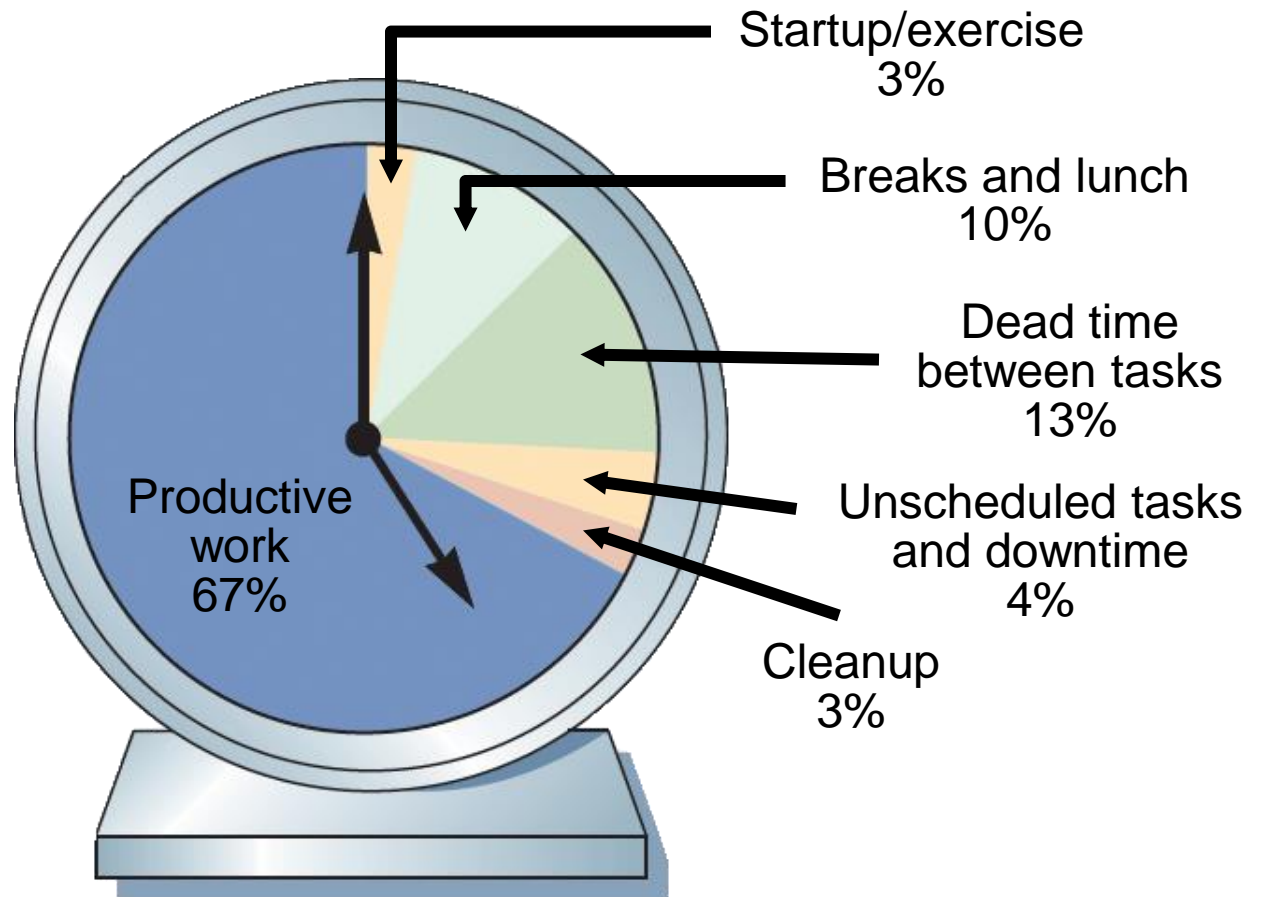 Startup/exercise
3%
Breaks and lunch
10%
Dead time
between tasks
13%
Unscheduled tasks
and downtime
4%
Cleanup
3%
Productive
work
67%